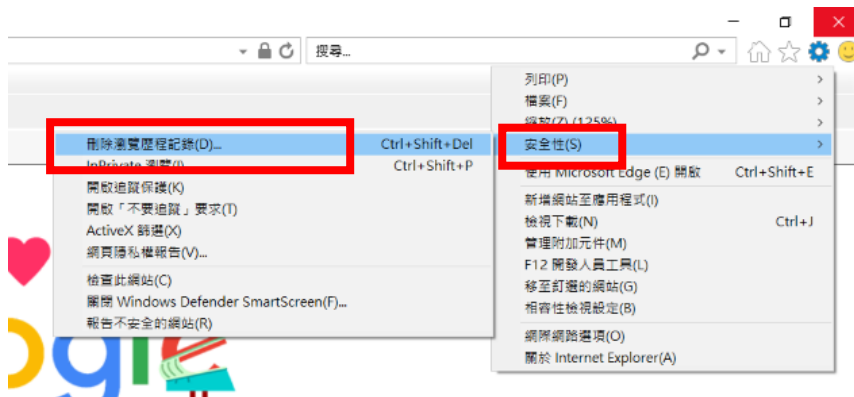 搜尋...
列印(P)
檔案(F)
縮放(Z) (125%)
安全性(S)
使用 Microsoft Edge (E) 開啟 Ctrl+Shift+E
新增網站至應用程式(I)
檢視下載(N) Ctrl+J
管理附加元件(M)
F12 開發人員工具(L)
移至釘選的網站(G)
相容性檢視設定(B)
網際網路選項(O)
關於 Internet Explorer(A)
刪除瀏覽歷程記錄(D)... Ctrl+Shift+Del
InPrivate 瀏覽(I) Ctrl+Shift+P
開啟追蹤保護(K)
開啟「不要追蹤」要求(T)
ActiveX 篩選(X)
網頁隱私權報告(V)...
檢查此網站(C)
關閉 Windows Defender SmartScreen(F)...
報告不安全的網站(R)